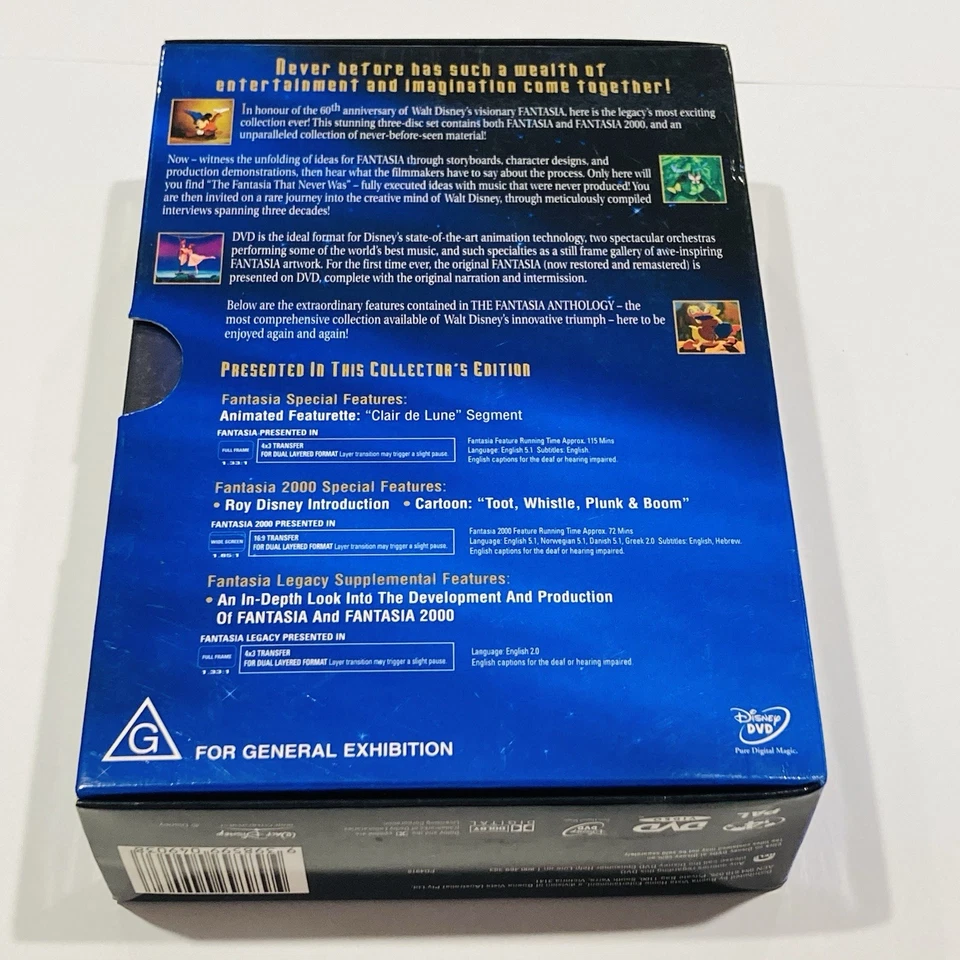 Never before has such a wealth of
entertainment and imagination come together!
In honour of the 60th anniversary of Walt Disney's visionary FANTASIA, here is the legacy's most exciting
collection ever! This stunning three-disc set contains both FANTASIA and FANTASIA 2000, and an
unparalleled collection of never-before-seen material!
Now – witness the unfolding of ideas for FANTASIA through storyboards, character designs, and
production demonstrations, then hear what the filmmakers have to say about the process. Only here will
you find "The Fantasia That Never Was" – fully executed ideas with music that were never produced! You
are then invited on a rare journey into the creative mind of Walt Disney, through meticulously compiled
interviews spanning three decades!
DVD is the ideal format for Disney's state-of-the-art animation technology, two spectacular orchestras
performing some of the world's best music, and such specialties as a still frame gallery of awe-inspiring
FANTASIA artwork. For the first time ever, the original FANTASIA (now restored and remastered) is
presented on DVD, complete with the original narration and intermission.
Below are the extraordinary features contained in THE FANTASIA ANTHOLOGY – the
most comprehensive collection available of Walt Disney's innovative triumph – here to be
enjoyed again and again!
PRESENTED IN THIS COLLECTOR'S EDITION
Fantasia Special Features:
Animated Featurette: "Clair de Lune" Segment
FANTASIA PRESENTED IN
FULL FRAME
1.33:1
4x3 TRANSFER
FOR DUAL LAYERED FORMAT Layer transition may trigger a slight pause.
Fantasia Feature Running Time Approx. 115 Mins
Language: English 5.1 Subtitles: English.
English captions for the deaf or hearing impaired.
Fantasia 2000 Special Features:
• Roy Disney Introduction • Cartoon: "Toot, Whistle, Plunk & Boom"
FANTASIA 2000 PRESENTED IN
WIDE SCREEN
1.85:1
16:9 TRANSFER
FOR DUAL LAYERED FORMAT Layer transition may trigger a slight pause.
Fantasia 2000 Feature Running Time Approx. 72 Mins
Language: English 5.1, Norwegian 5.1, Danish 5.1, Greek 2.0 Subtitles: English, Hebrew.
English captions for the deaf or hearing impaired.
Fantasia Legacy Supplemental Features:
• An In-Depth Look Into The Development And Production
Of FANTASIA And FANTASIA 2000
FANTASIA LEGACY PRESENTED IN
FULL FRAME
1.33:1
4x3 TRANSFER
FOR DUAL LAYERED FORMAT Layer transition may trigger a slight pause.
Language: English 2.0
English captions for the deaf or hearing impaired.
G
FOR GENERAL EXHIBITION
DISNEY
DVD
Pure Digital Magic.
PAL
4
DVD
VIDEO
DISNEY DVD
DOLBY
DIGITAL
Walt Disney
© Disney